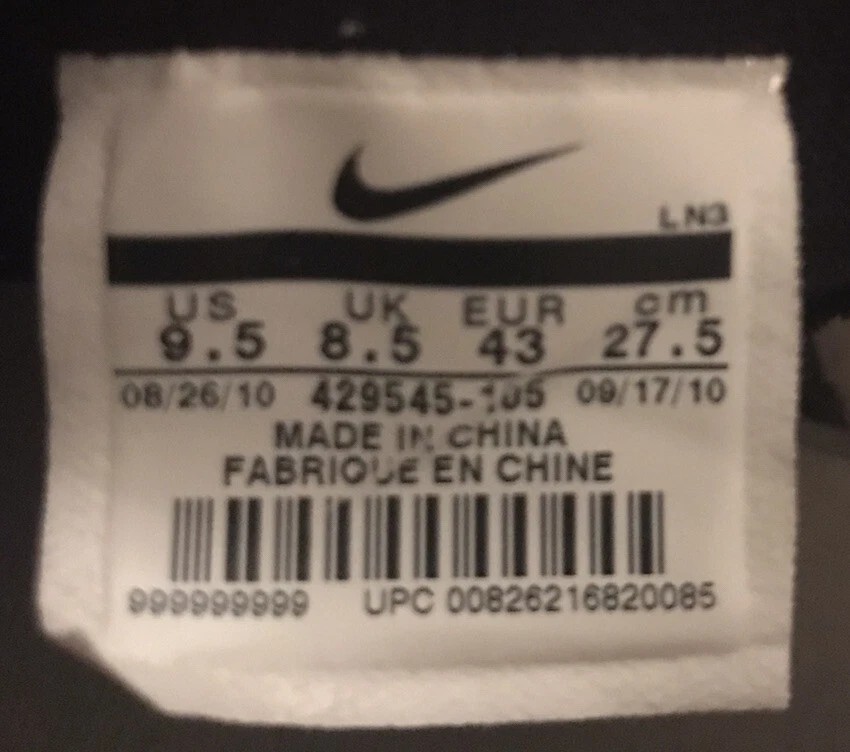 LN3
US UK EUR cm
9.5 8.5 43 27.5
08/26/10 429545-105 09/17/10
MADE IN CHINA
FABRIQUE EN CHINE
999999999 UPC 00826216820085